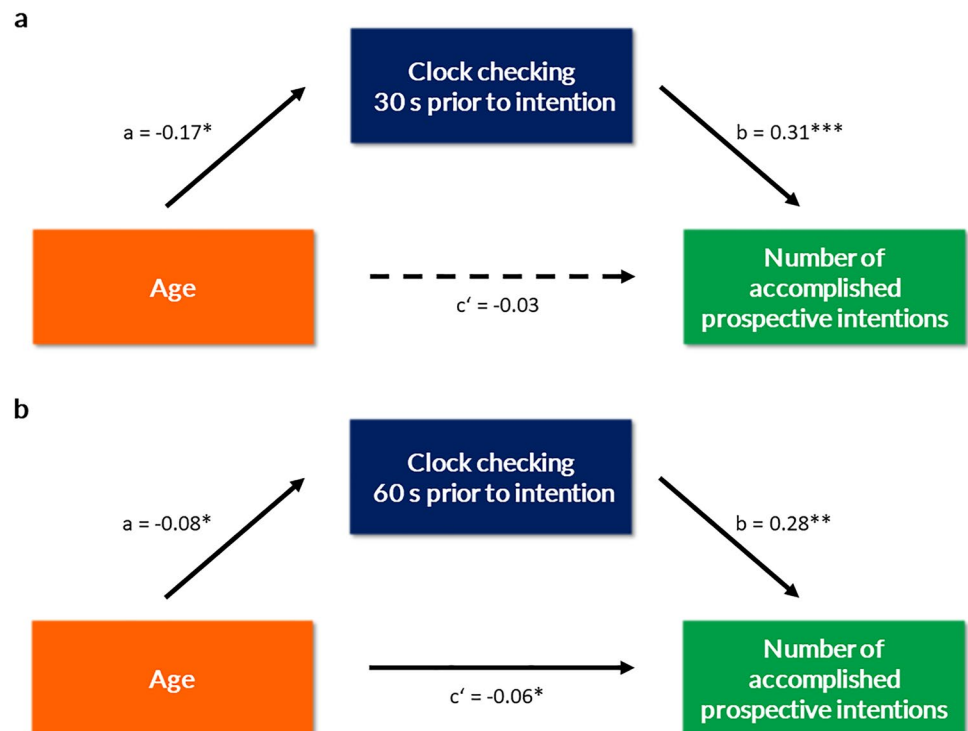 a
Clock checking
30 s prior to intention
a = -0.17*
b = 0.31***
Age
c‘ = -0.03
Number of
accomplished
prospective intentions
b
Clock checking
60 s prior to intention
a = -0.08*
b = 0.28**
Age
c‘ = -0.06*
Number of
accomplished
prospective intentions